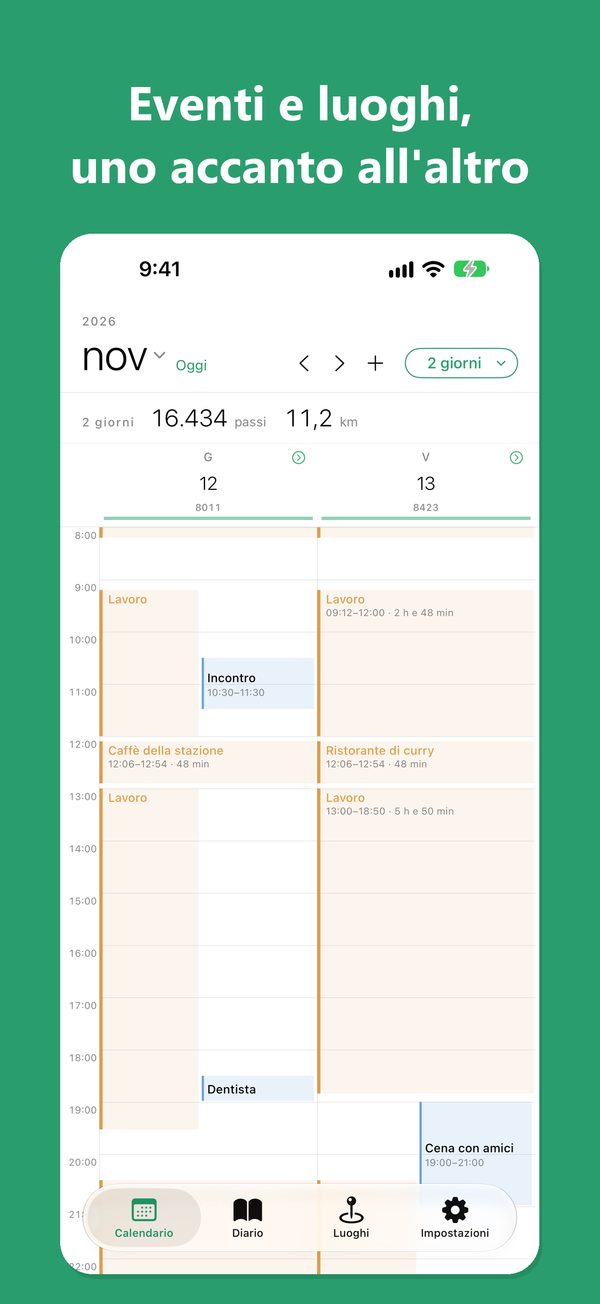 Eventi e luoghi,
uno accanto all'altro
9:41
2026
nov Oggi 2 giorni
2 giorni 16.434 passi 11,2 km
G V
12 13
8011 8423
8:00
9:00
Lavoro Lavoro
09:12–12:00 · 2 h e 48 min
10:00
Incontro
10:30–11:30
11:00
12:00
Caffè della stazione Ristorante di curry
12:06–12:54 · 48 min 12:06–12:54 · 48 min
13:00
Lavoro Lavoro
13:00–18:50 · 5 h e 50 min
14:00
15:00
16:00
17:00
18:00
Dentista
19:00
Cena con amici
20:00 19:00–21:00
21:
Calendario Diario Luoghi Impostazioni
22:00